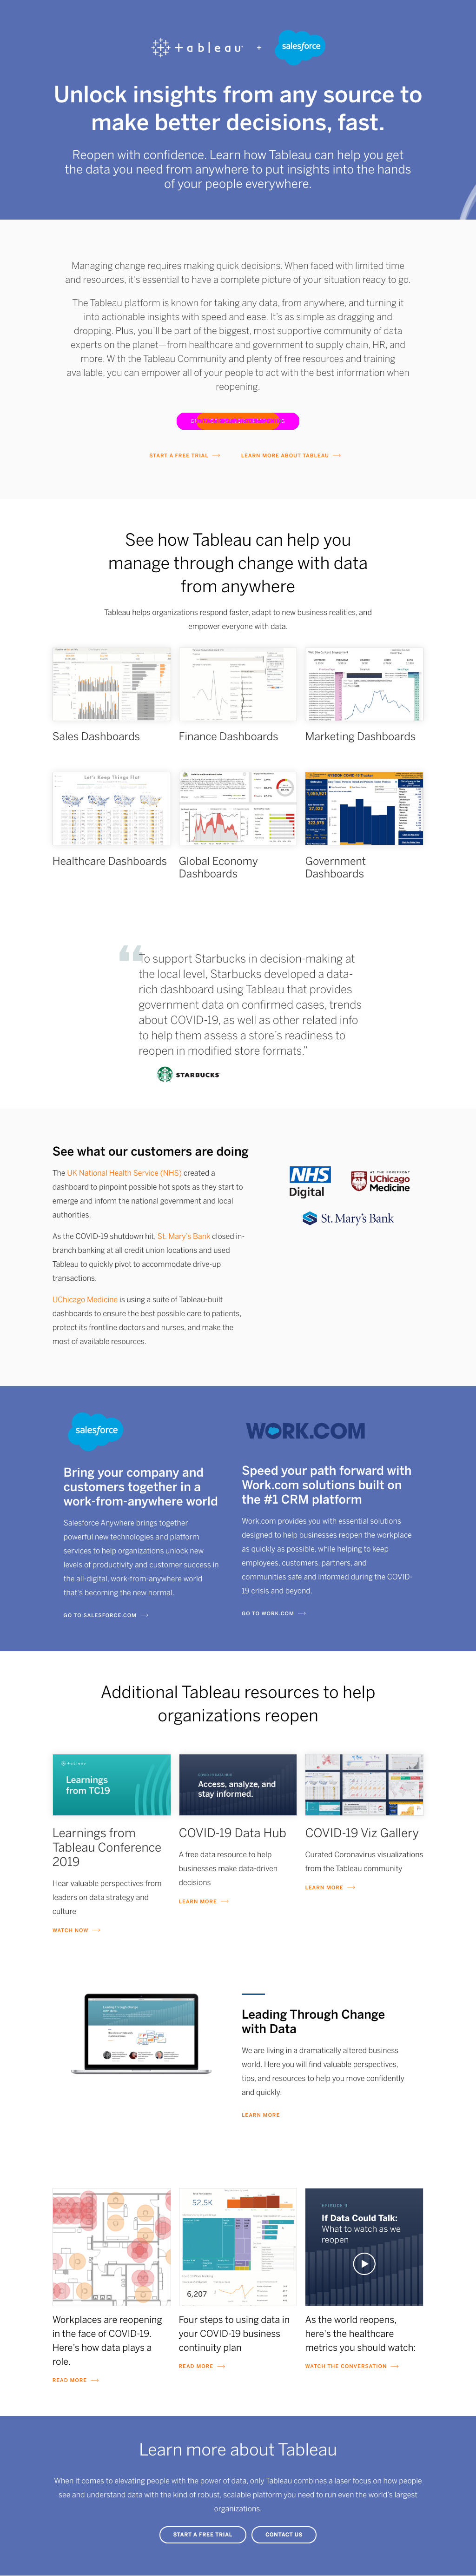 +ableau
+
salesforce
Unlock insights from any source to
make better decisions, fast.
Reopen with confidence. Learn how Tableau can help you get
the data you need from anywhere to put insights into the hands
of your people everywhere.
Managing change requires making quick decisions. When faced with limited time
and resources, it's essential to have a complete picture of your situation ready to go.
The Tableau platform is known for taking any data, from anywhere, and turning it
into actionable insights with speed and ease. It's as simple as dragging and
dropping. Plus, you'll be part of the biggest, most supportive community of data
experts on the planet—from healthcare and government to supply chain, HR, and
more. With the Tableau Community and plenty of free resources and training
available, you can empower all of your people to act with the best information when
reopening.
START A FREE TRIAL
LEARN MORE ABOUT TABLEAU
See how Tableau can help you
manage through change with data
from anywhere
Tableau helps organizations respond faster, adapt to new business realities, and
empower everyone with data.
Sales Dashboards
Finance Dashboards
Marketing Dashboards
Let's Keep Things Flat
Healthcare Dashboards
Global Economy
Dashboards
Government
Dashboards
“To support Starbucks in decision-making at
the local level, Starbucks developed a data-
rich dashboard using Tableau that provides
government data on confirmed cases, trends
about COVID-19, as well as other related info
to help them assess a store's readiness to
reopen in modified store formats.”
STARBUCKS
See what our customers are doing
The UK National Health Service (NHS) created a
dashboard to pinpoint possible hot spots as they start to
emerge and inform the national government and local
authorities.
As the COVID-19 shutdown hit, St. Mary's Bank closed in-
branch banking at all credit union locations and used
Tableau to quickly pivot to accommodate drive-up
transactions.
UChicago Medicine is using a suite of Tableau-built
dashboards to ensure the best possible care to patients,
protect its frontline doctors and nurses, and make the
most of available resources.
NHS
Digital
AT THE FOREFRONT
UChicago
Medicine
St. Mary's Bank
salesforce
Bring your company and
customers together in a
work-from-anywhere world
Salesforce Anywhere brings together
powerful new technologies and platform
services to help organizations unlock new
levels of productivity and customer success in
the all-digital, work-from-anywhere world
that's becoming the new normal.
GO TO SALESFORCE.COM
WORK.COM
Speed your path forward with
Work.com solutions built on
the #1 CRM platform
Work.com provides you with essential solutions
designed to help businesses reopen the workplace
as quickly as possible, while helping to keep
employees, customers, partners, and
communities safe and informed during the COVID-
19 crisis and beyond.
GO TO WORK.COM
Additional Tableau resources to help
organizations reopen
Learnings
from TC19
Learnings from
Tableau Conference
2019
Hear valuable perspectives from
leaders on data strategy and
culture
WATCH NOW
Access, analyze, and
stay informed.
COVID-19 Data Hub
A free data resource to help
businesses make data-driven
decisions
LEARN MORE
COVID-19 Viz Gallery
Curated Coronavirus visualizations
from the Tableau community
LEARN MORE
Leading Through Change
with Data
We are living in a dramatically altered business
world. Here you will find valuable perspectives,
tips, and resources to help you move confidently
and quickly.
LEARN MORE
Workplaces are reopening
in the face of COVID-19.
Here's how data plays a
role.
READ MORE
52.5K
6,207
Four steps to using data in
your COVID-19 business
continuity plan
READ MORE
If Data Could Talk:
What to watch as we
reopen
As the world reopens,
here's the healthcare
metrics you should watch:
WATCH THE CONVERSATION
Learn more about Tableau
When it comes to elevating people with the power of data, only Tableau combines a laser focus on how people
see and understand data with the kind of robust, scalable platform you need to run even the world's largest
organizations.
START A FREE TRIAL
CONTACT US